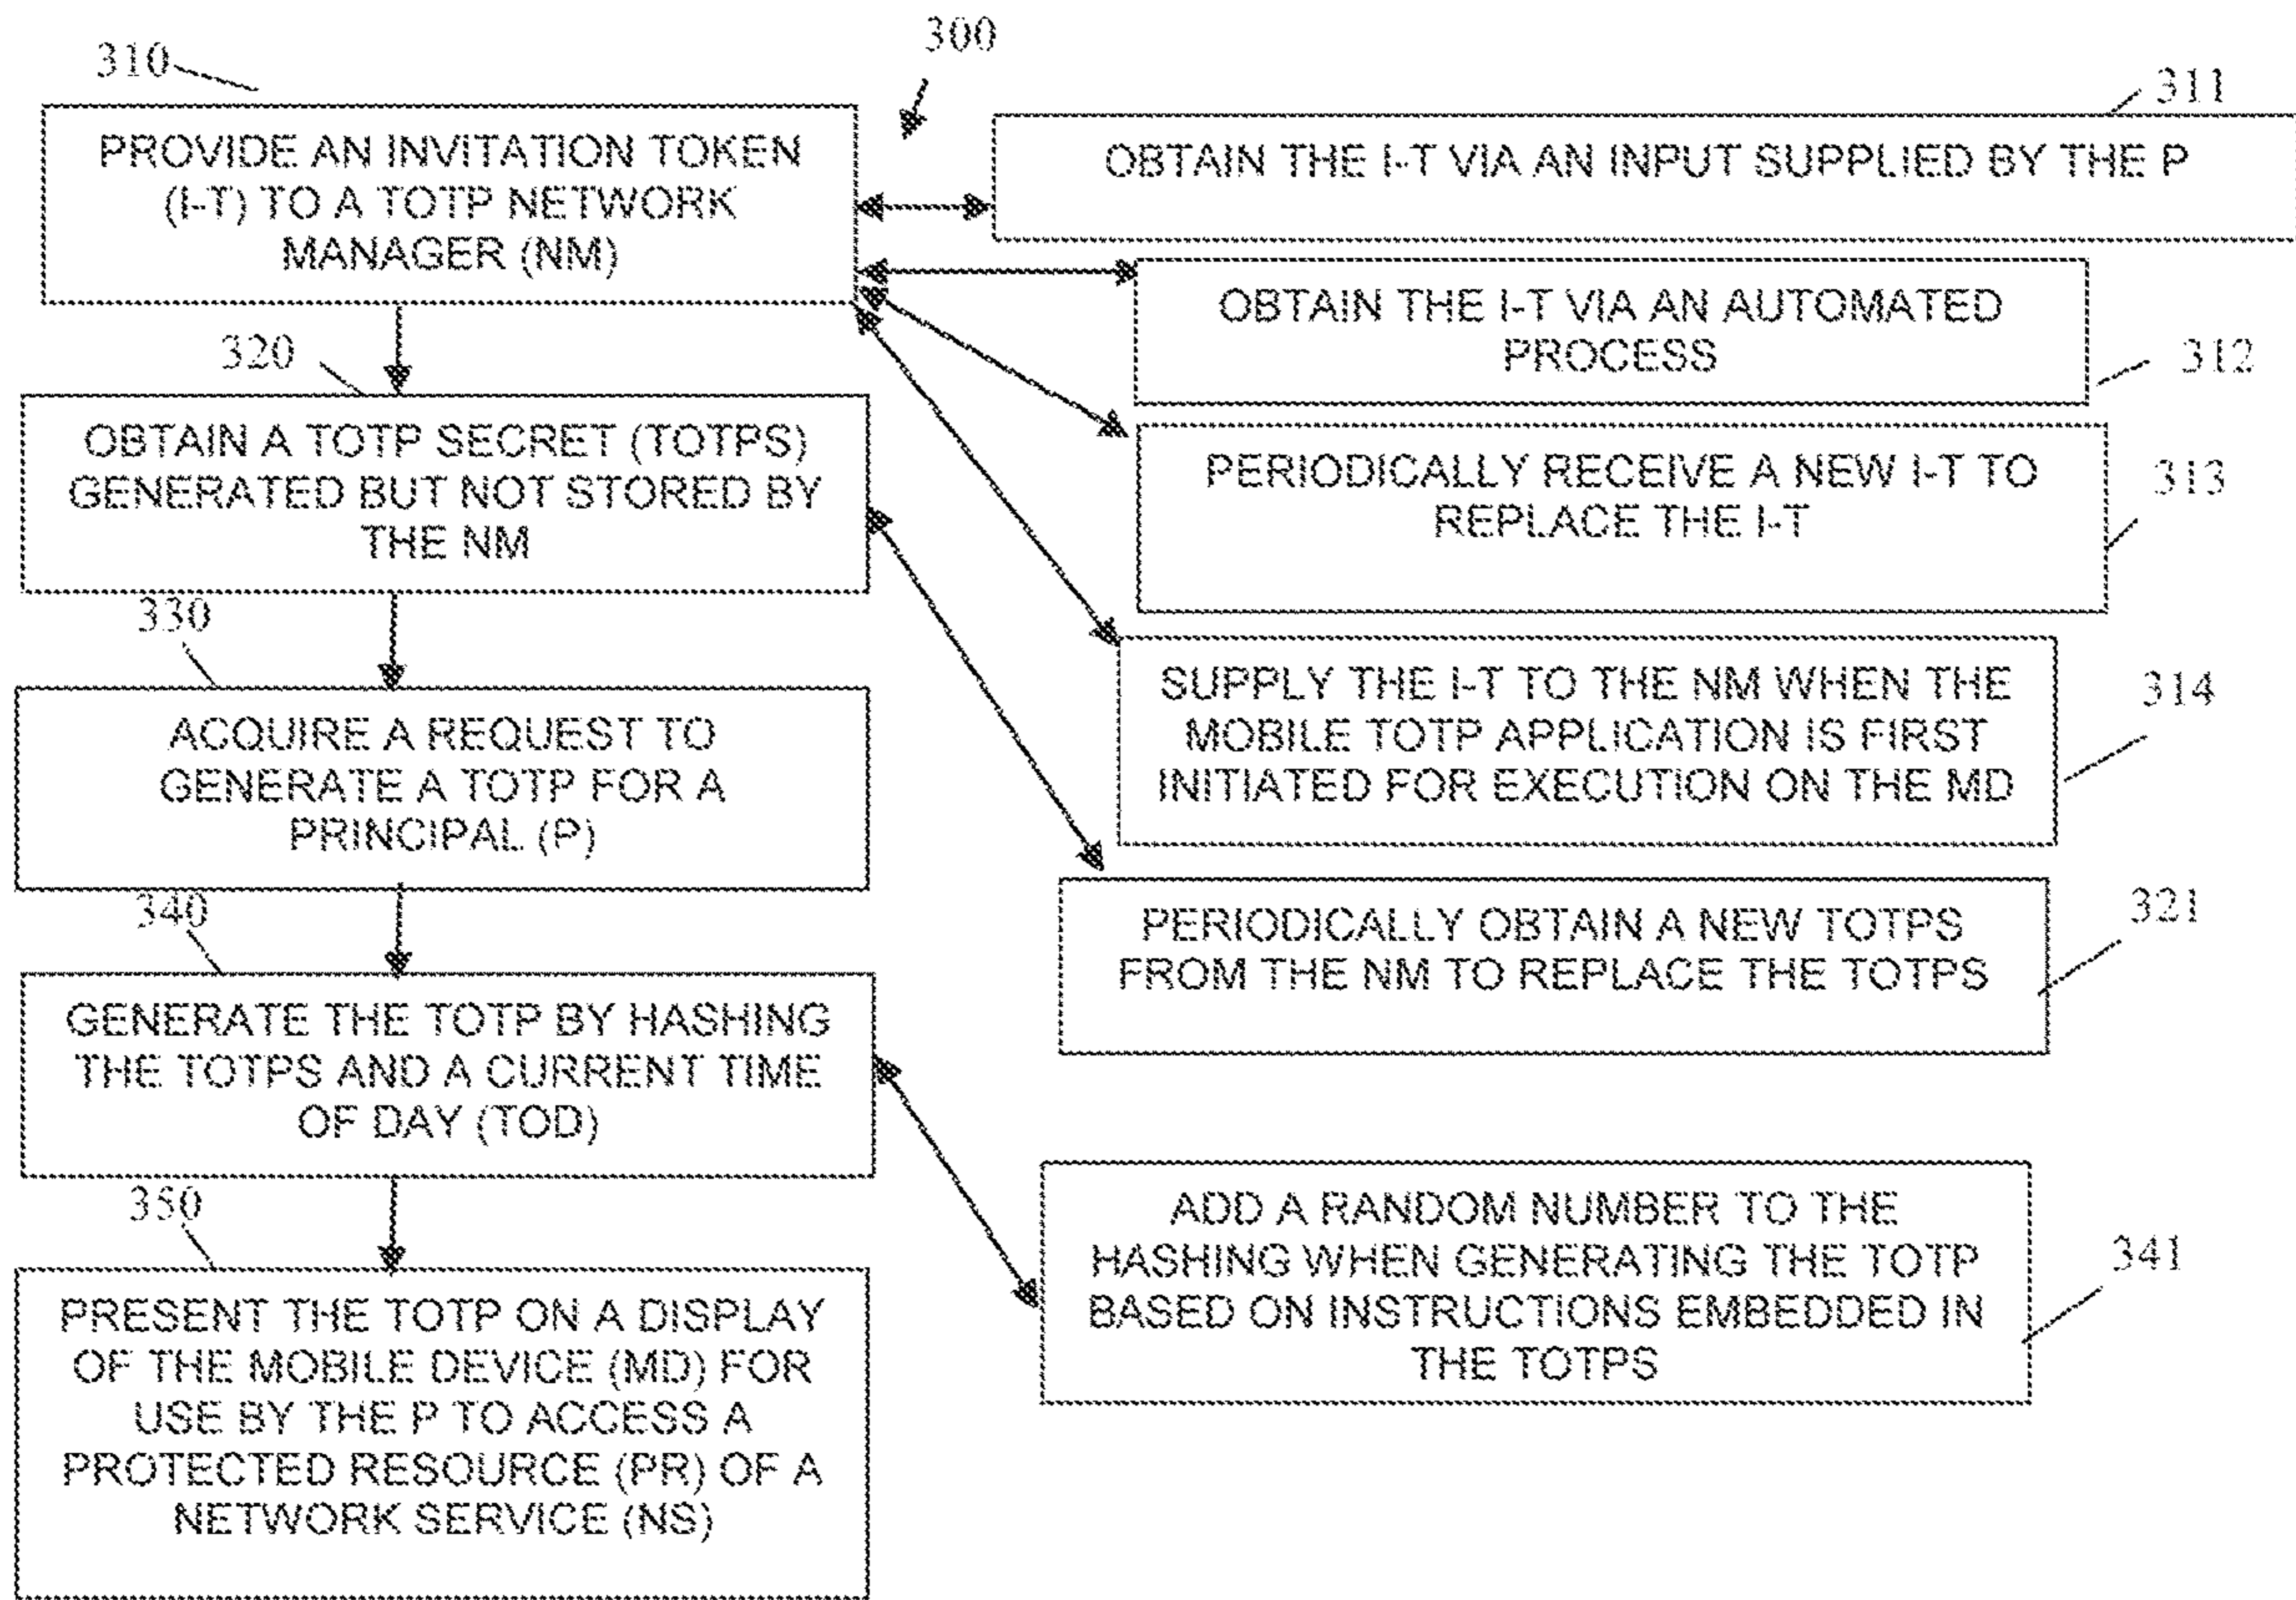 300
310
PROVIDE AN INVITATION TOKEN
(I-T) TO A TOTP NETWORK
MANAGER (NM)
311
OBTAIN THE I-T VIA AN INPUT SUPPLIED BY THE P
OBTAIN THE I-T VIA AN AUTOMATED
PROCESS
312
320
OBTAIN A TOTP SECRET (TOTPS)
GENERATED BUT NOT STORED BY
THE NM
PERIODICALLY RECEIVE A NEW I-T TO
REPLACE THE I-T
313
330
ACQUIRE A REQUEST TO
GENERATE A TOTP FOR A
PRINCIPAL (P)
SUPPLY THE I-T TO THE NM WHEN THE
MOBILE TOTP APPLICATION IS FIRST
INITIATED FOR EXECUTION ON THE MD
314
340
GENERATE THE TOTP BY HASHING
THE TOTPS AND A CURRENT TIME
OF DAY (TOD)
PERIODICALLY OBTAIN A NEW TOTPS
FROM THE NM TO REPLACE THE TOTPS
321
350
PRESENT THE TOTP ON A DISPLAY
OF THE MOBILE DEVICE (MD) FOR
USE BY THE P TO ACCESS A
PROTECTED RESOURCE (PR) OF A
NETWORK SERVICE (NS)
ADD A RANDOM NUMBER TO THE
HASHING WHEN GENERATING THE TOTP
BASED ON INSTRUCTIONS EMBEDDED IN
THE TOTPS
341